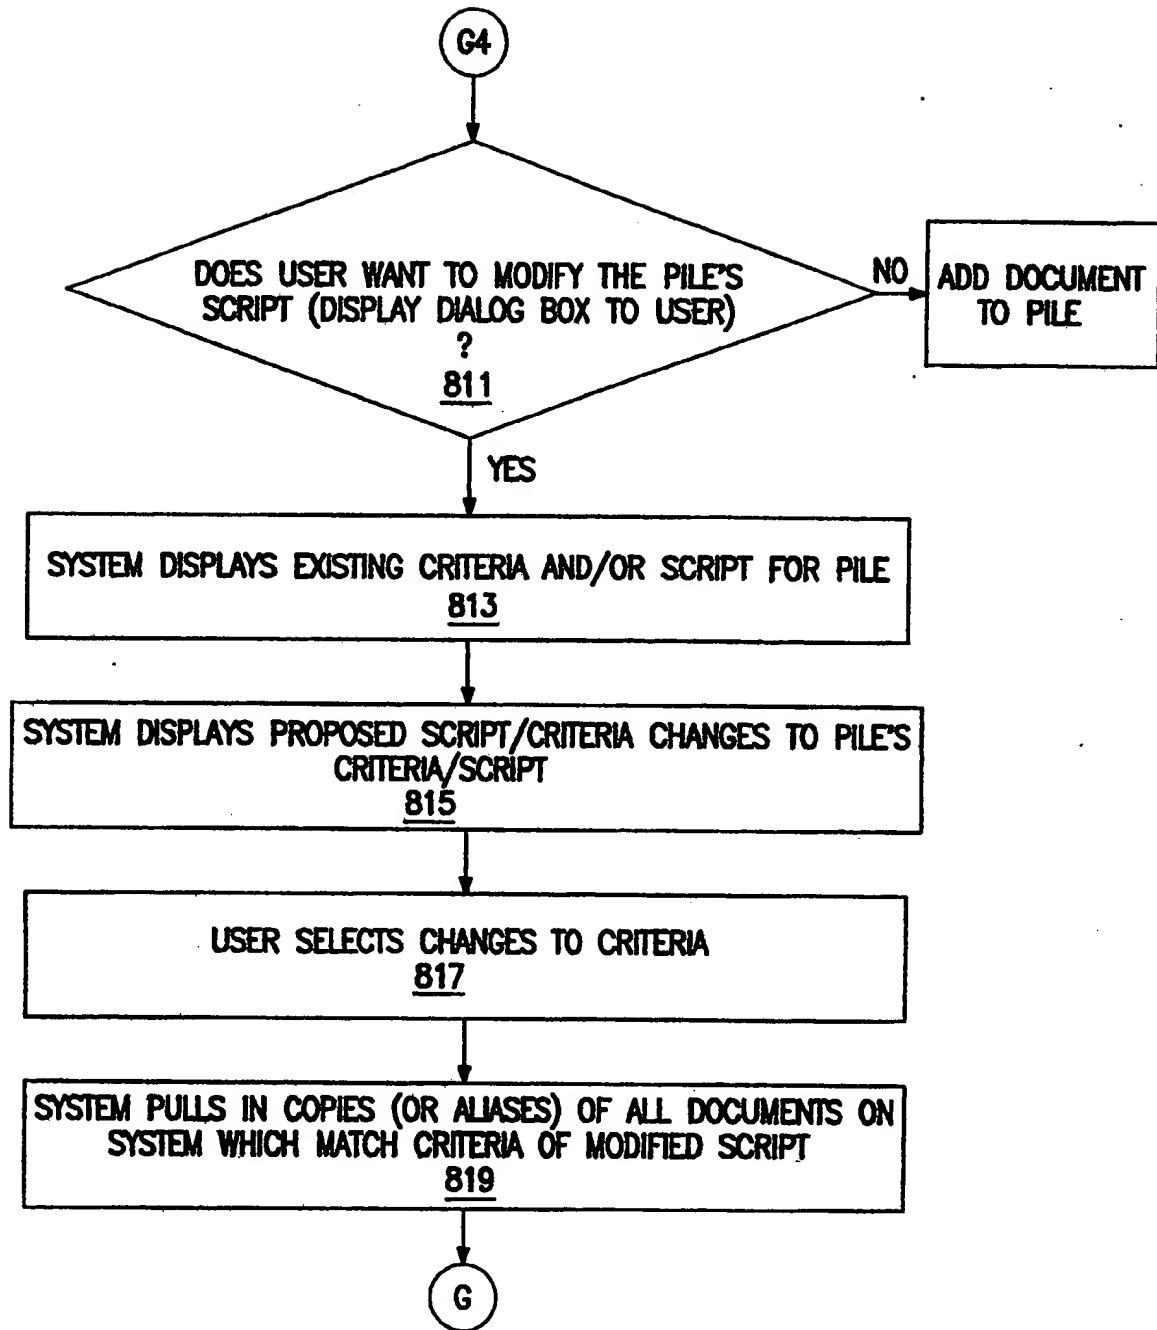 G4
DOES USER WANT TO MODIFY THE PILE'S
SCRIPT (DISPLAY DIALOG BOX TO USER)
?
811
NO
ADD DOCUMENT
TO PILE
YES
SYSTEM DISPLAYS EXISTING CRITERIA AND/OR SCRIPT FOR PILE
813
SYSTEM DISPLAYS PROPOSED SCRIPT/CRITERIA CHANGES TO PILE'S
CRITERIA/SCRIPT
815
USER SELECTS CHANGES TO CRITERIA
817
SYSTEM PULLS IN COPIES (OR ALIASES) OF ALL DOCUMENTS ON
SYSTEM WHICH MATCH CRITERIA OF MODIFIED SCRIPT
819
G